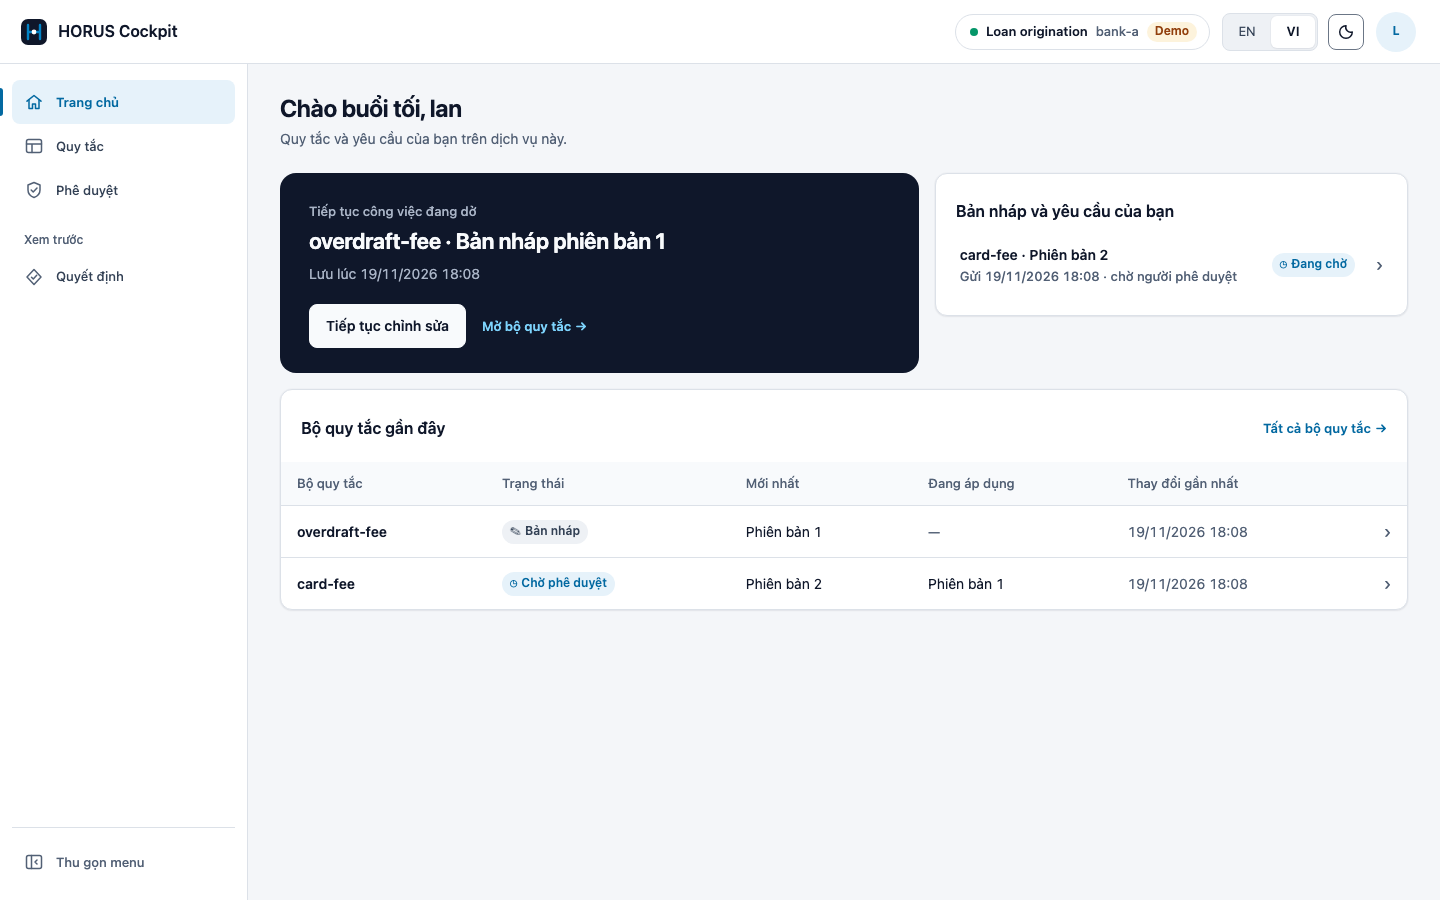 HORUS Cockpit
Loan origination bank-a Demo
EN VI
L
Trang chủ
Quy tắc
Phê duyệt
Xem trước
Quyết định
Thu gọn menu
Chào buổi tối, lan
Quy tắc và yêu cầu của bạn trên dịch vụ này.
Tiếp tục công việc đang dở
overdraft-fee · Bản nháp phiên bản 1
Lưu lúc 19/11/2026 18:08
Tiếp tục chỉnh sửa
Mở bộ quy tắc →
Bản nháp và yêu cầu của bạn
card-fee · Phiên bản 2
Gửi 19/11/2026 18:08 · chờ người phê duyệt
Đang chờ
Bộ quy tắc gần đây
Tất cả bộ quy tắc →
Bộ quy tắc Trạng thái Mới nhất Đang áp dụng Thay đổi gần nhất
overdraft-fee Bản nháp Phiên bản 1 — 19/11/2026 18:08
card-fee Chờ phê duyệt Phiên bản 2 Phiên bản 1 19/11/2026 18:08